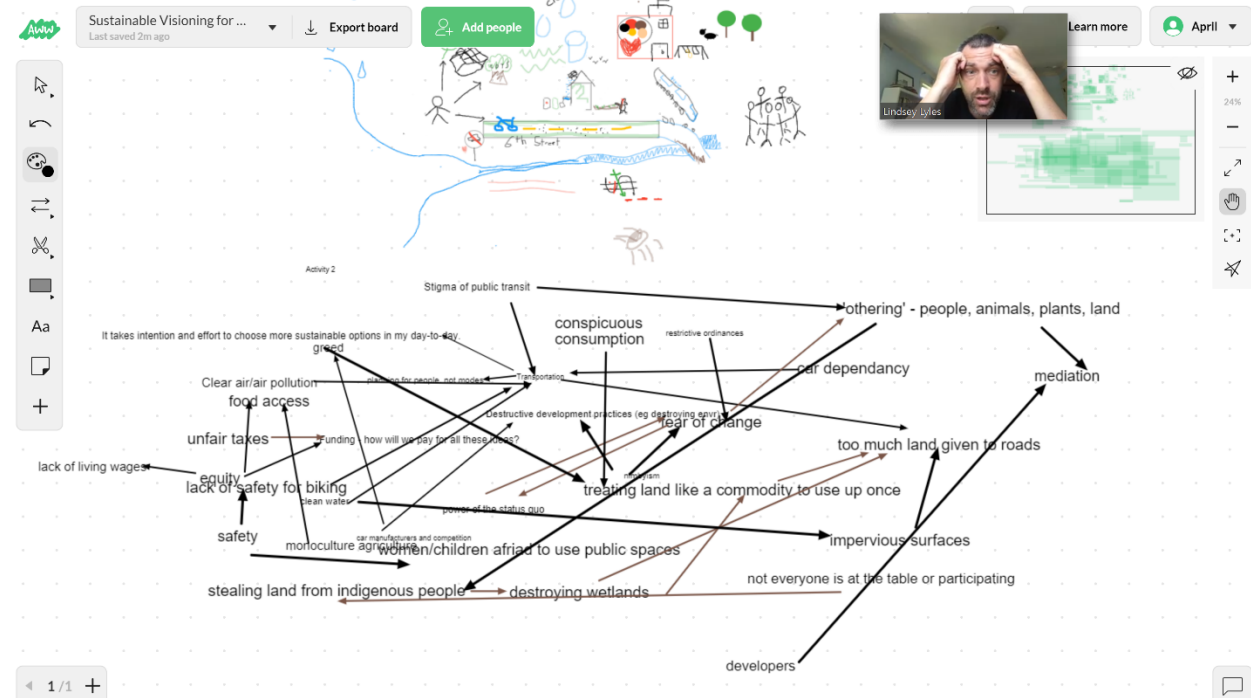 AWW
Sustainable Visioning for ...
Last saved 2m ago
Export board
Add people
Learn more
April
Lindsey Lyles
24%
6th Street
Activity 2
Stigma of public transit
'othering' - people, animals, plants, land
conspicuous
consumption
restrictive ordinances
It takes intention and effort to choose more sustainable options in my day-to-day.
greed
car dependancy
mediation
Clear air/air pollution
planning for people, not modes
Transportation
food access
Destructive development practices (eg destroying envr)
fear of change
unfair taxes
Funding - how will we pay for all these ideas?
too much land given to roads
lack of living wages
equity
nimbyism
lack of safety for biking
treating land like a commodity to use up once
clean water
power of the status quo
safety
car manufacturers and competition
monoculture agriculture
women/children afriad to use public spaces
impervious surfaces
not everyone is at the table or participating
stealing land from indigenous people
destroying wetlands
developers
Aa
1 /1